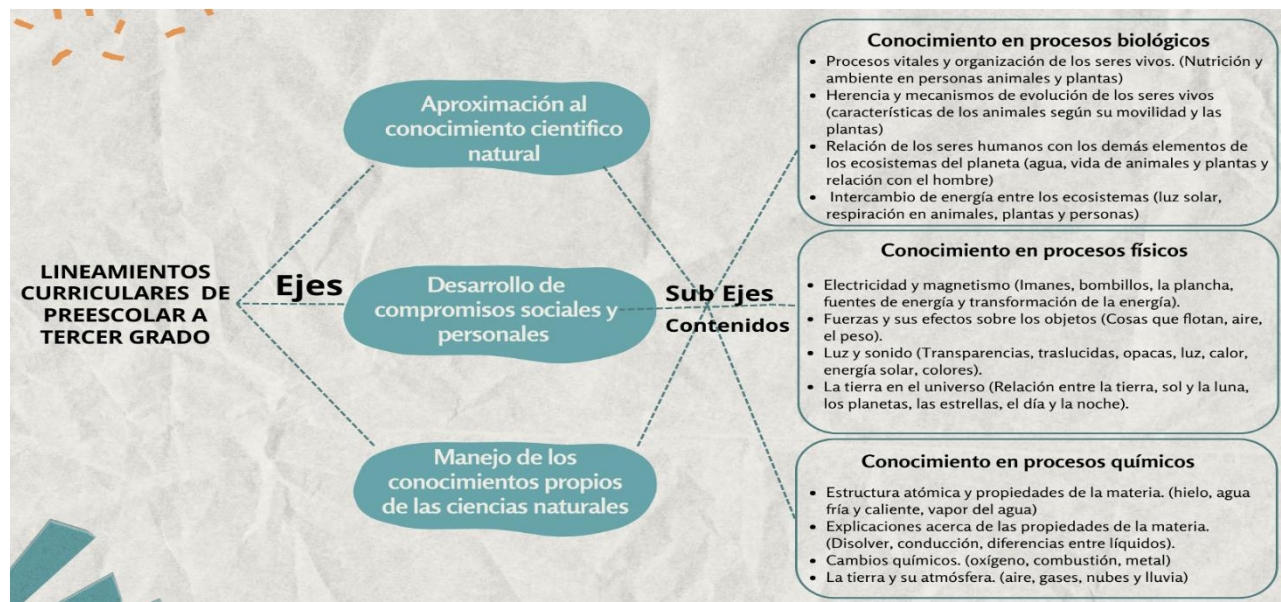 LINEAMIENTOS
CURRICULARES DE
PREESCOLAR A
TERCER GRADO
Ejes
Aproximación al
conocimiento cientifico
natural
Desarrollo de
compromisos sociales y
personales
Manejo de los
conocimientos propios
de las ciencias naturales
Sub Ejes
Contenidos
Conocimiento en procesos biológicos
• Procesos vitales y organización de los seres vivos. (Nutrición y
ambiente en personas animales y plantas)
• Herencia y mecanismos de evolución de los seres vivos
(características de los animales según su movilidad y las
plantas)
• Relación de los seres humanos con los demás elementos de
los ecosistemas del planeta (agua, vida de animales y plantas y
relación con el hombre)
• Intercambio de energía entre los ecosistemas (luz solar,
respiración en animales, plantas y personas)
Conocimiento en procesos físicos
• Electricidad y magnetismo (Imanes, bombillos, la plancha,
fuentes de energía y transformación de la energía).
• Fuerzas y sus efectos sobre los objetos (Cosas que flotan, aire,
el peso).
• Luz y sonido (Transparencias, traslucidas, opacas, luz, calor,
energía solar, colores).
• La tierra en el universo (Relación entre la tierra, sol y la luna,
los planetas, las estrellas, el día y la noche).
Conocimiento en procesos químicos
• Estructura atómica y propiedades de la materia. (hielo, agua
fría y caliente, vapor del agua)
• Explicaciones acerca de las propiedades de la materia.
(Disolver, conducción, diferencias entre líquidos).
• Cambios químicos. (oxígeno, combustión, metal)
• La tierra y su atmósfera. (aire, gases, nubes y lluvia)